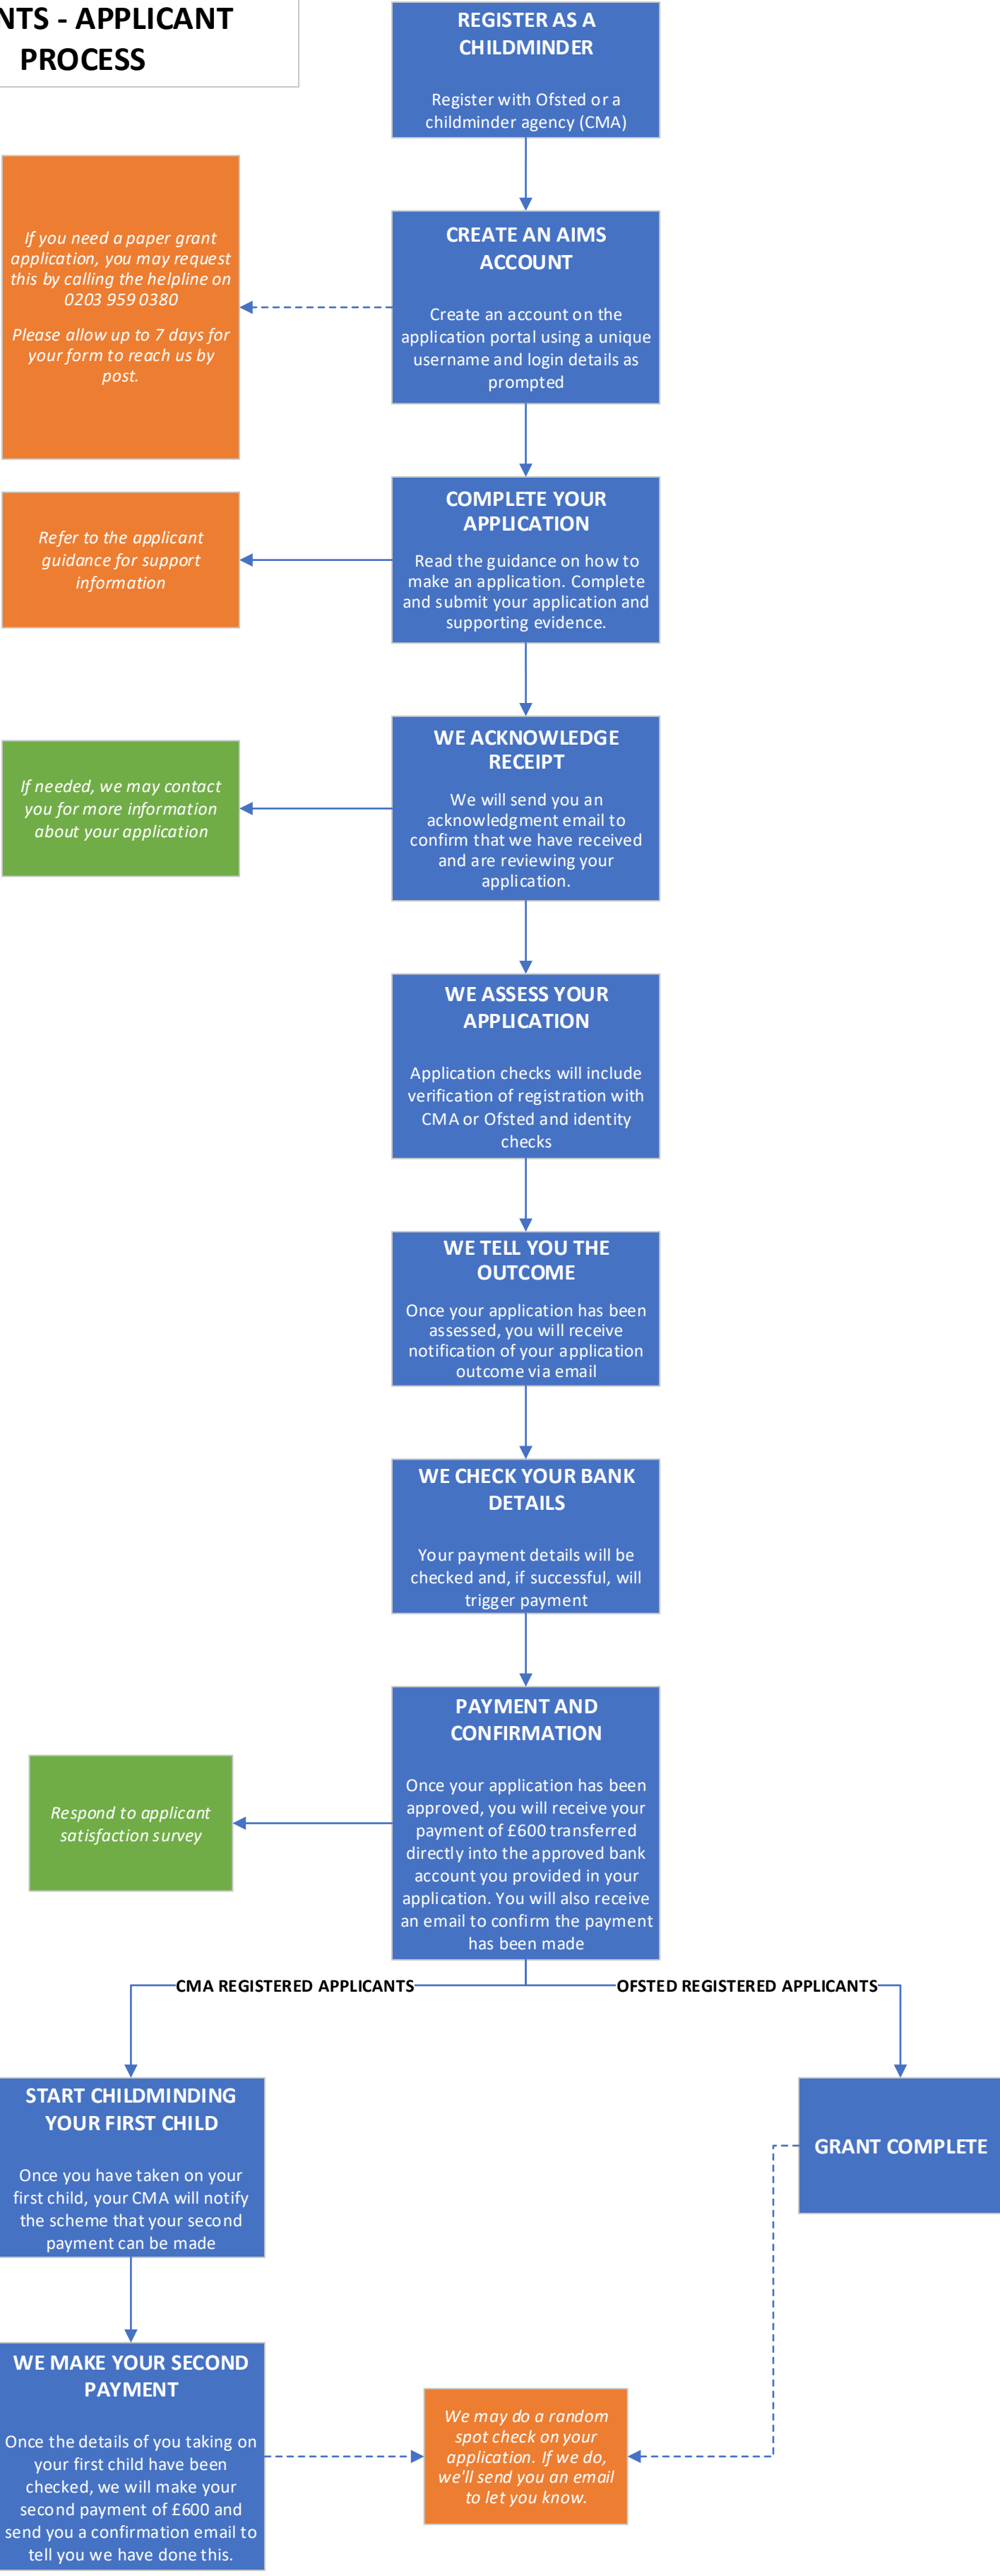 NTS - APPLICANT
PROCESS
REGISTER AS A
CHILDMINDER
Register with Ofsted or a
childminder agency (CMA)
If you need a paper grant
application, you may request
this by calling the helpline on
0203 959 0380
Please allow up to 7 days for
your form to reach us by
post.
CREATE AN AIMS
ACCOUNT
Create an account on the
application portal using a unique
username and login details as
prompted
COMPLETE YOUR
APPLICATION
Read the guidance on how to
make an application. Complete
and submit your application and
supporting evidence.
Refer to the applicant
guidance for support
information
WE ACKNOWLEDGE
RECEIPT
We will send you an
acknowledgment email to
confirm that we have received
and are reviewing your
application.
If needed, we may contact
you for more information
about your application
WE ASSESS YOUR
APPLICATION
Application checks will include
verification of registration with
CMA or Ofsted and identity
checks
WE TELL YOU THE
OUTCOME
Once your application has been
assessed, you will receive
notification of your application
outcome via email
WE CHECK YOUR BANK
DETAILS
Your payment details will be
checked and, if successful, will
trigger payment
PAYMENT AND
CONFIRMATION
Once your application has been
approved, you will receive your
payment of £600 transferred
directly into the approved bank
account you provided in your
application. You will also receive
an email to confirm the payment
has been made
Respond to applicant
satisfaction survey
CMA REGISTERED APPLICANTS
OFSTED REGISTERED APPLICANTS
START CHILDMINDING
YOUR FIRST CHILD
Once you have taken on your
first child, your CMA will notify
the scheme that your second
payment can be made
GRANT COMPLETE
WE MAKE YOUR SECOND
PAYMENT
Once the details of you taking on
your first child have been
checked, we will make your
second payment of £600 and
send you a confirmation email to
tell you we have done this.
We may do a random
spot check on your
application. If we do,
we'll send you an email
to let you know.